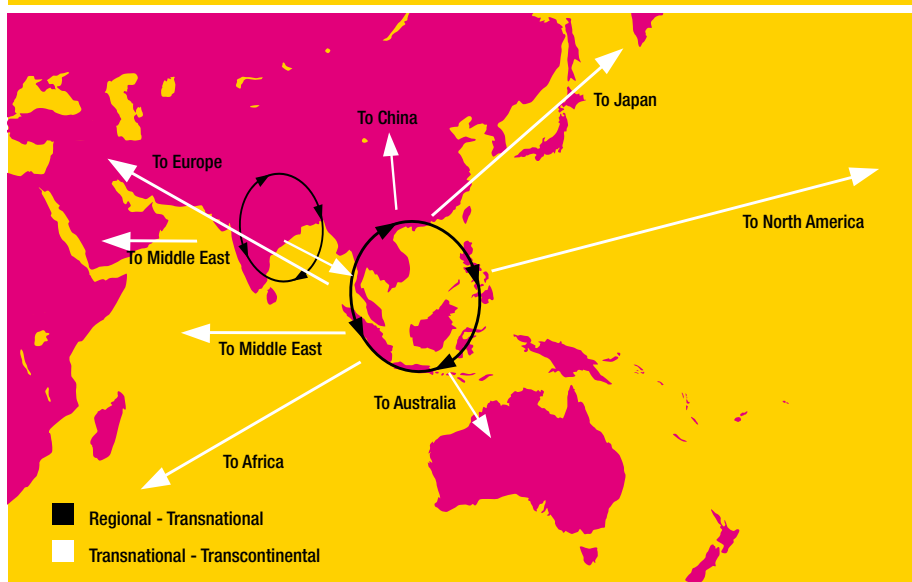 To Japan
To China
To Europe
To North America
To Middle East
To Middle East
To Australia
To Africa
Regional - Transnational
Transnational - Transcontinental